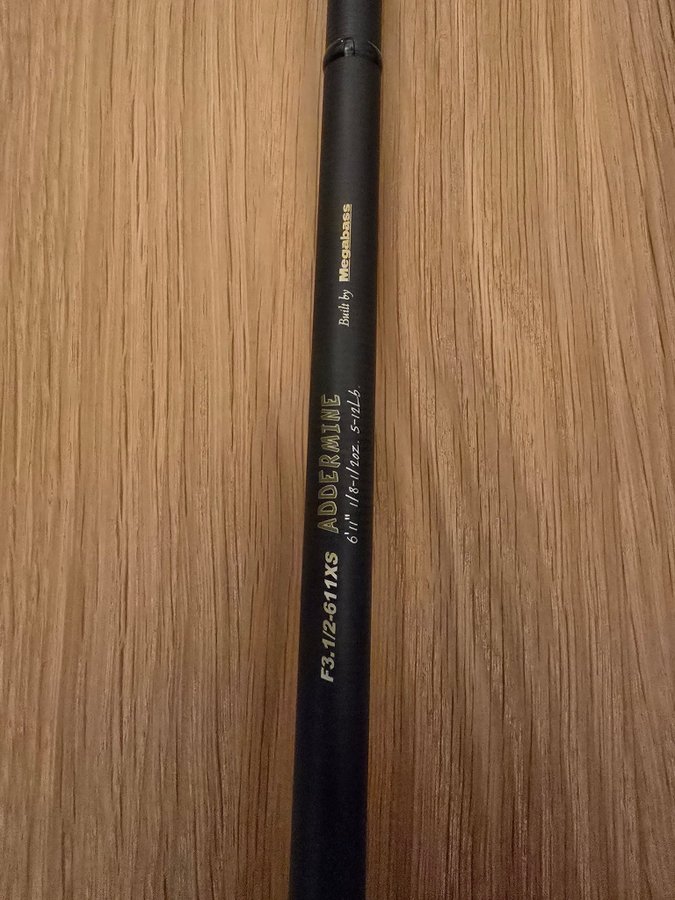 F3.1/2-611XS ADDERMINE
6'11" 1/8-1/2oz. 5-12Lb.
Built by Megabass